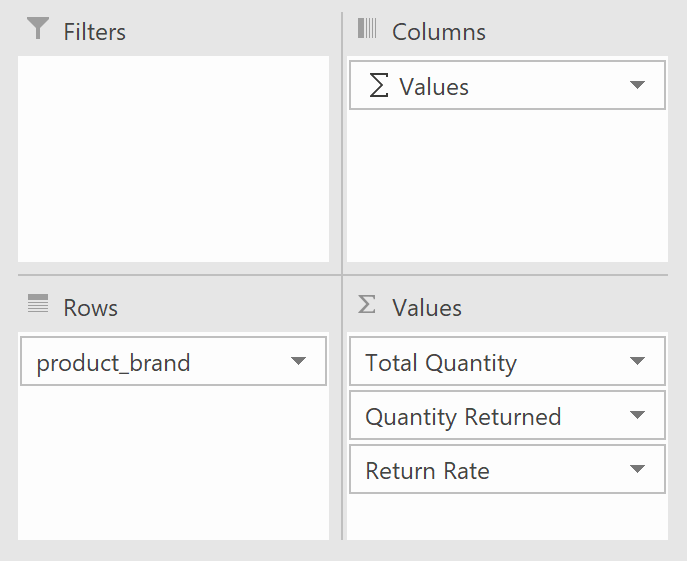 Filters
Columns
Σ Values
Rows
Σ Values
product_brand
Total Quantity
Quantity Returned
Return Rate